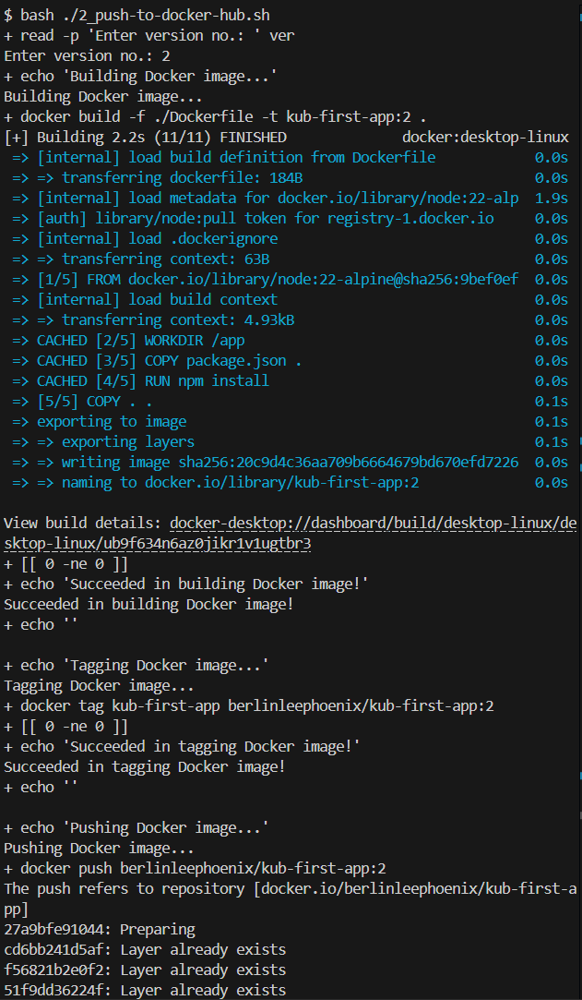 $ bash ./2_push-to-docker-hub.sh
+ read -p 'Enter version no.: ' ver
Enter version no.: 2
+ echo 'Building Docker image...'
Building Docker image...
+ docker build -f ./Dockerfile -t kub-first-app:2 .
[+] Building 2.2s (11/11) FINISHED docker:desktop-linux
=> [internal] load build definition from Dockerfile 0.0s
=> => transferring dockerfile: 184B 0.0s
=> [internal] load metadata for docker.io/library/node:22-alp 1.9s
=> [auth] library/node:pull token for registry-1.docker.io 0.0s
=> [internal] load .dockerignore 0.0s
=> => transferring context: 63B 0.0s
=> [1/5] FROM docker.io/library/node:22-alpine@sha256:9bef0ef 0.0s
=> [internal] load build context 0.0s
=> => transferring context: 4.93kB 0.0s
=> CACHED [2/5] WORKDIR /app 0.0s
=> CACHED [3/5] COPY package.json . 0.0s
=> CACHED [4/5] RUN npm install 0.0s
=> [5/5] COPY . . 0.1s
=> exporting to image 0.1s
=> => exporting layers 0.1s
=> => writing image sha256:20c9d4c36aa709b6664679bd670efd7226 0.0s
=> => naming to docker.io/library/kub-first-app:2 0.0s
View build details: docker-desktop://dashboard/build/desktop-linux/de
sktop-linux/ub9f634n6az0jikr1v1ugtbr3
+ [[ 0 -ne 0 ]]
+ echo 'Succeeded in building Docker image!'
Succeeded in building Docker image!
+ echo ''
+ echo 'Tagging Docker image...'
Tagging Docker image...
+ docker tag kub-first-app berlinleephoenix/kub-first-app:2
+ [[ 0 -ne 0 ]]
+ echo 'Succeeded in tagging Docker image!'
Succeeded in tagging Docker image!
+ echo ''
+ echo 'Pushing Docker image...'
Pushing Docker image...
+ docker push berlinleephoenix/kub-first-app:2
The push refers to repository [docker.io/berlinleephoenix/kub-first-a
pp]
27a9bfe91044: Preparing
cd6bb241d5af: Layer already exists
f56821b2e0f2: Layer already exists
51f9dd36224f: Layer already exists